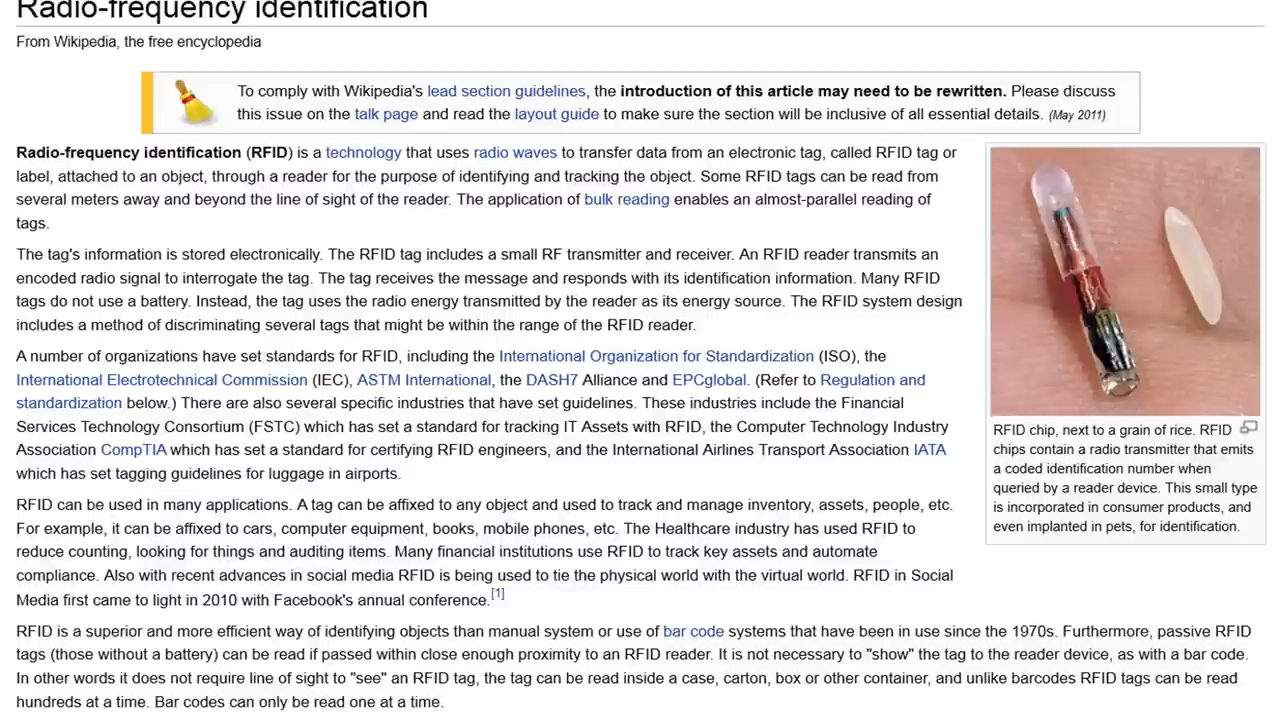 Radio-frequency identification
From Wikipedia, the free encyclopedia
To comply with Wikipedia's lead section guidelines, the introduction of this article may need to be rewritten. Please discuss
this issue on the talk page and read the layout guide to make sure the section will be inclusive of all essential details. (May 2011)
Radio-frequency identification (RFID) is a technology that uses radio waves to transfer data from an electronic tag, called RFID tag or
label, attached to an object, through a reader for the purpose of identifying and tracking the object. Some RFID tags can be read from
several meters away and beyond the line of sight of the reader. The application of bulk reading enables an almost-parallel reading of
tags.
The tag's information is stored electronically. The RFID tag includes a small RF transmitter and receiver. An RFID reader transmits an
encoded radio signal to interrogate the tag. The tag receives the message and responds with its identification information. Many RFID
tags do not use a battery. Instead, the tag uses the radio energy transmitted by the reader as its energy source. The RFID system design
includes a method of discriminating several tags that might be within the range of the RFID reader.
A number of organizations have set standards for RFID, including the International Organization for Standardization (ISO), the
International Electrotechnical Commission (IEC), ASTM International, the DASH7 Alliance and EPCglobal. (Refer to Regulation and
standardization below.) There are also several specific industries that have set guidelines. These industries include the Financial
Services Technology Consortium (FSTC) which has set a standard for tracking IT Assets with RFID, the Computer Technology Industry
Association CompTIA which has set a standard for certifying RFID engineers, and the International Airlines Transport Association IATA
which has set tagging guidelines for luggage in airports.
RFID can be used in many applications. A tag can be affixed to any object and used to track and manage inventory, assets, people, etc.
For example, it can be affixed to cars, computer equipment, books, mobile phones, etc. The Healthcare industry has used RFID to
reduce counting, looking for things and auditing items. Many financial institutions use RFID to track key assets and automate
compliance. Also with recent advances in social media RFID is being used to tie the physical world with the virtual world. RFID in Social
Media first came to light in 2010 with Facebook's annual conference.[1]
RFID chip, next to a grain of rice. RFID
chips contain a radio transmitter that emits
a coded identification number when
queried by a reader device. This small type
is incorporated in consumer products, and
even implanted in pets, for identification.
RFID is a superior and more efficient way of identifying objects than manual system or use of bar code systems that have been in use since the 1970s. Furthermore, passive RFID
tags (those without a battery) can be read if passed within close enough proximity to an RFID reader. It is not necessary to "show" the tag to the reader device, as with a bar code.
In other words it does not require line of sight to "see" an RFID tag, the tag can be read inside a case, carton, box or other container, and unlike barcodes RFID tags can be read
hundreds at a time. Bar codes can only be read one at a time.